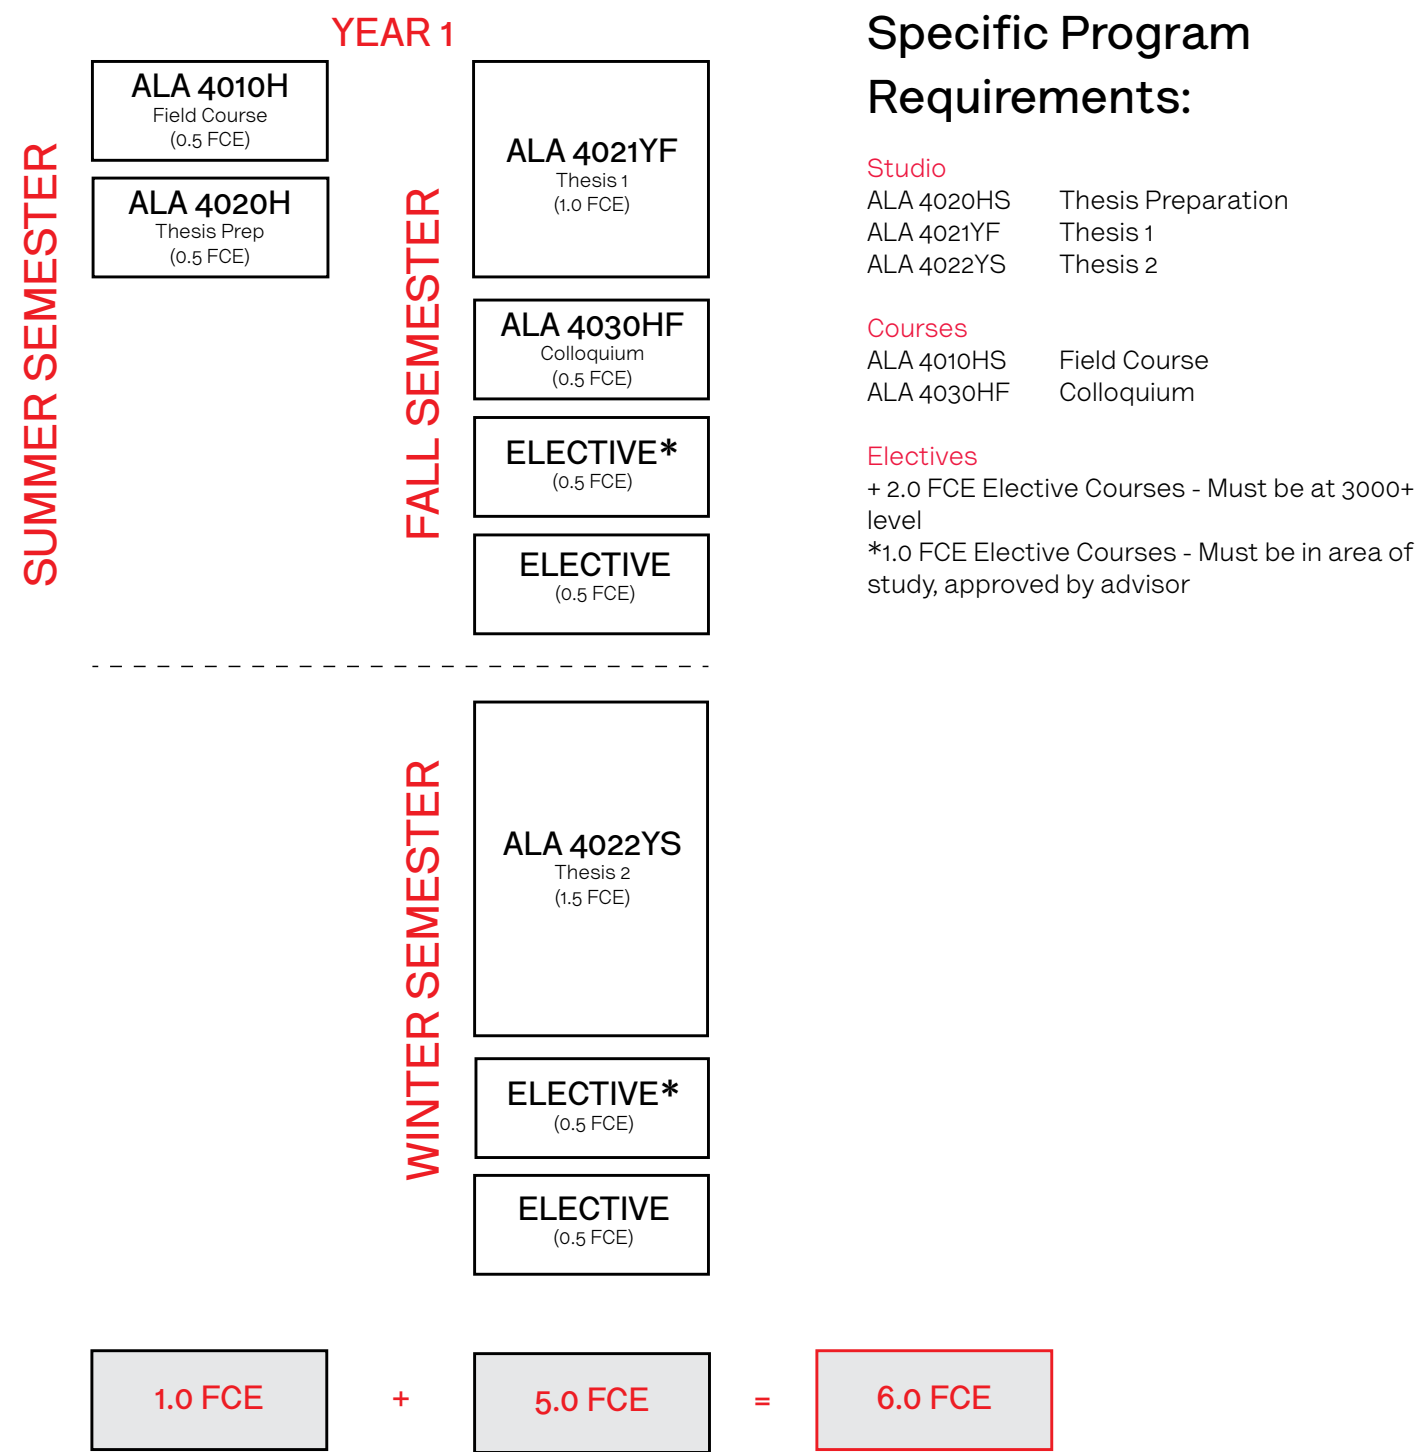 YEAR 1
SUMMER SEMESTER
ALA 4010H
Field Course
(0.5 FCE)
ALA 4020H
Thesis Prep
(0.5 FCE)
FALL SEMESTER
ALA 4021YF
Thesis 1
(1.0 FCE)
ALA 4030HF
Colloquium
(0.5 FCE)
ELECTIVE*
(0.5 FCE)
ELECTIVE
(0.5 FCE)
WINTER SEMESTER
ALA 4022YS
Thesis 2
(1.5 FCE)
ELECTIVE*
(0.5 FCE)
ELECTIVE
(0.5 FCE)
1.0 FCE + 5.0 FCE = 6.0 FCE
Specific Program
Requirements:
Studio
ALA 4020HS Thesis Preparation
ALA 4021YF Thesis 1
ALA 4022YS Thesis 2
Courses
ALA 4010HS Field Course
ALA 4030HF Colloquium
Electives
+ 2.0 FCE Elective Courses - Must be at 3000+
level
*1.0 FCE Elective Courses - Must be in area of
study, approved by advisor